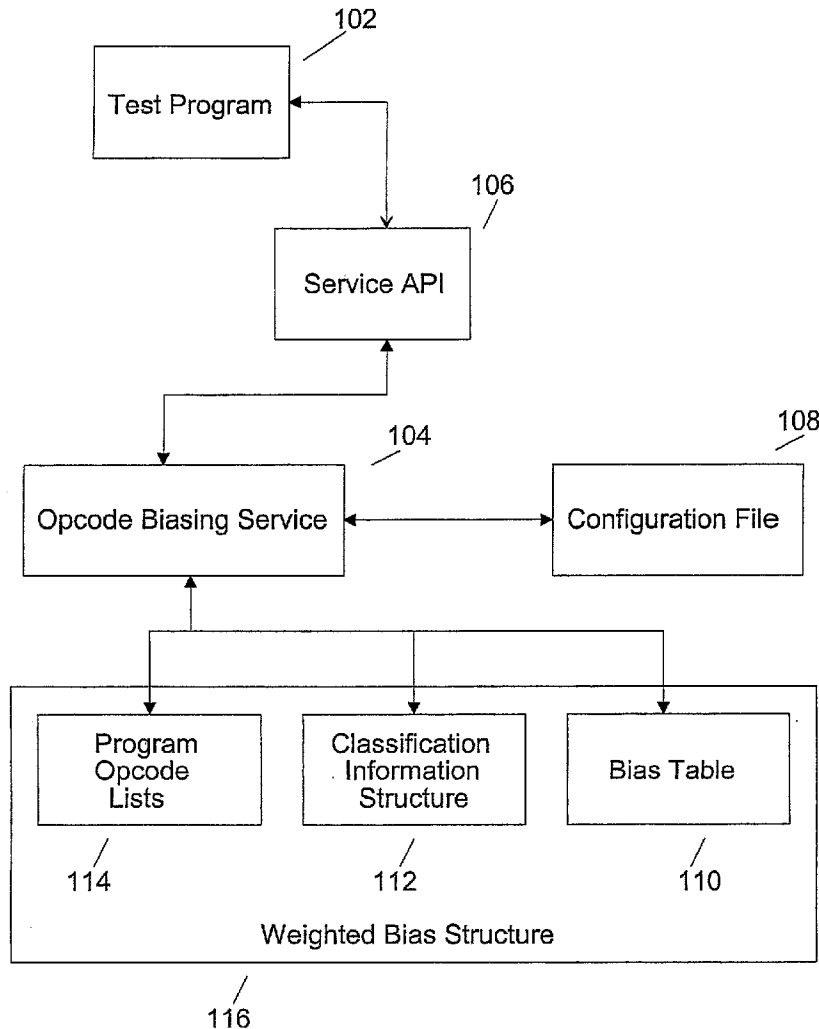 102
Test Program
106
Service API
104
108
Opcode Biasing Service
Configuration File
Program
Opcode
Lists
Classification
Information
Structure
Bias Table
114
112
110
Weighted Bias Structure
116